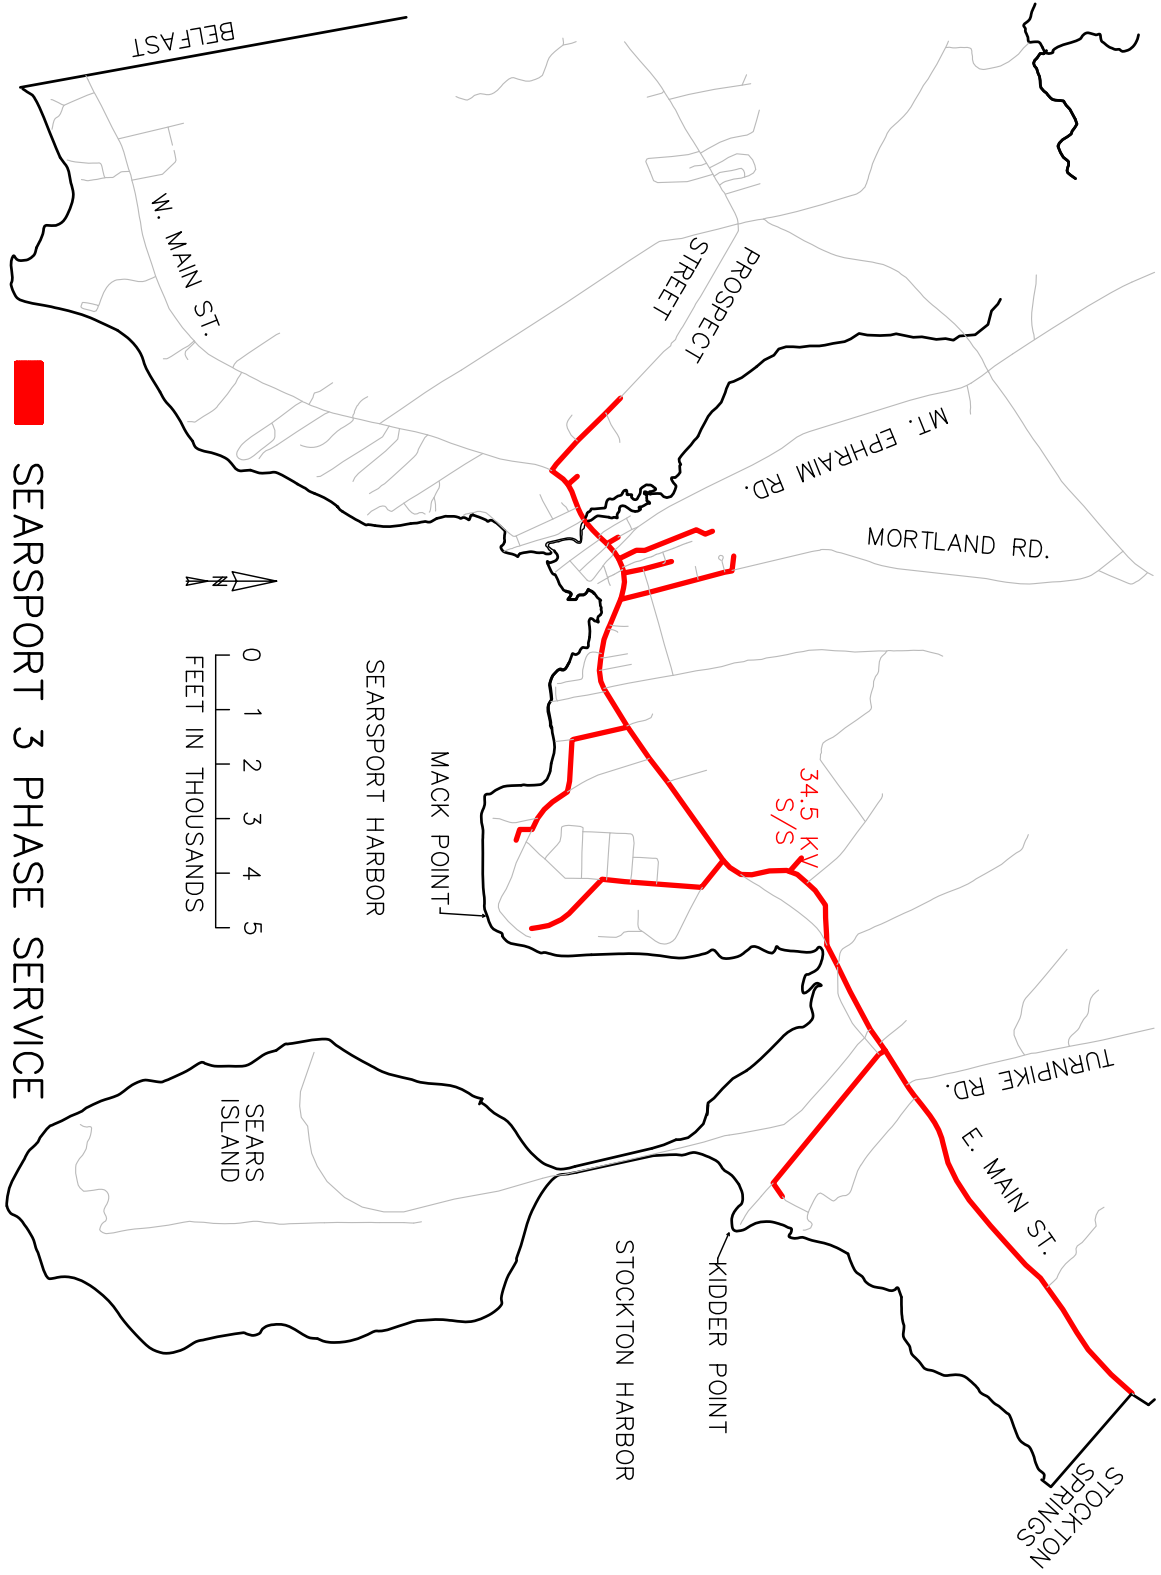 BELFAST
W. MAIN ST.
PROSPECT
STREET
MT. EPHRAIM RD.
MORTLAND RD.
34.5 KV
S/S
TURNPIKE RD.
E. MAIN ST.
STOCKTON
SPRINGS
KIDDER POINT
STOCKTON HARBOR
MACK POINT
SEARSPORT HARBOR
SEARS
ISLAND
N
0 1 2 3 4 5
FEET IN THOUSANDS
SEARSPORT 3 PHASE SERVICE